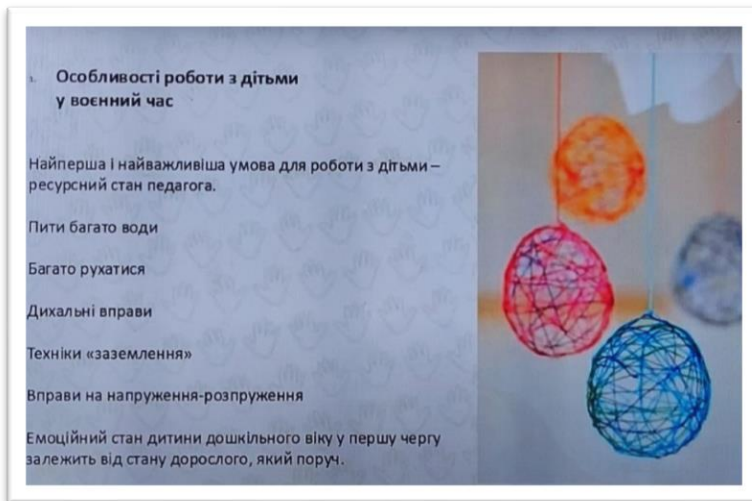 1. Особливості роботи з дітьми
у воєнний час
Найперша і найважливіша умова для роботи з дітьми –
ресурсний стан педагога.
Пити багато води
Багато рухатися
Дихальні вправи
Техніки «заземлення»
Вправи на напруження-розпруження
Емоційний стан дитини дошкільного віку у першу чергу
залежить від стану дорослого, який поруч.